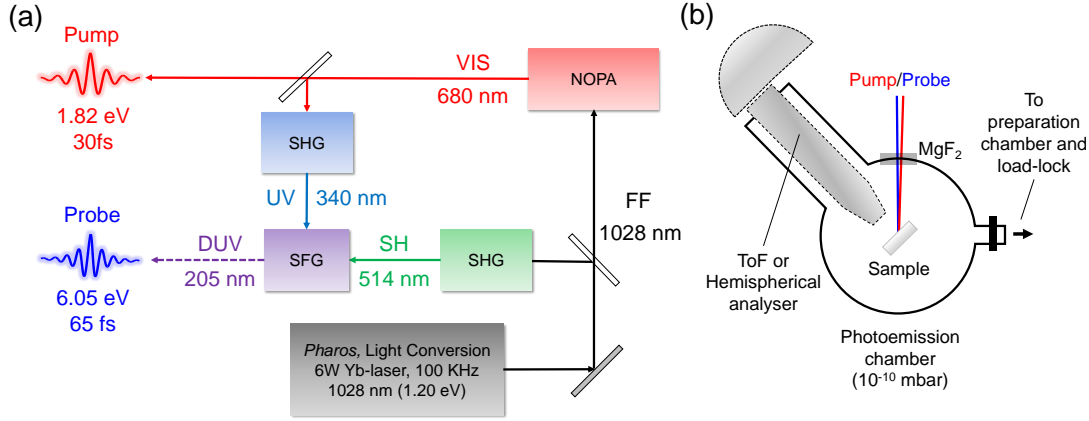 (a)
Pump
1.82 eV
30fs
VIS
680 nm
NOPA
SHG
UV 340 nm
FF
1028 nm
Probe
6.05 eV
65 fs
DUV
205 nm
SFG
SH
514 nm
SHG
Pharos, Light Conversion
6W Yb-laser, 100 KHz
1028 nm (1.20 eV)
(b)
Pump/Probe
MgF₂
To
preparation
chamber and
load-lock
ToF or
Hemispherical
analyser
Sample
Photoemission
chamber
(10⁻¹⁰ mbar)